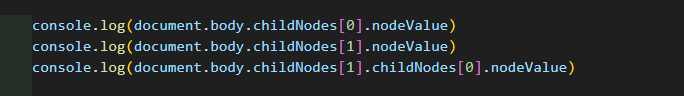 console.log(document.body.childNodes[0].nodeValue)
console.log(document.body.childNodes[1].nodeValue)
console.log(document.body.childNodes[1].childNodes[0].nodeValue)